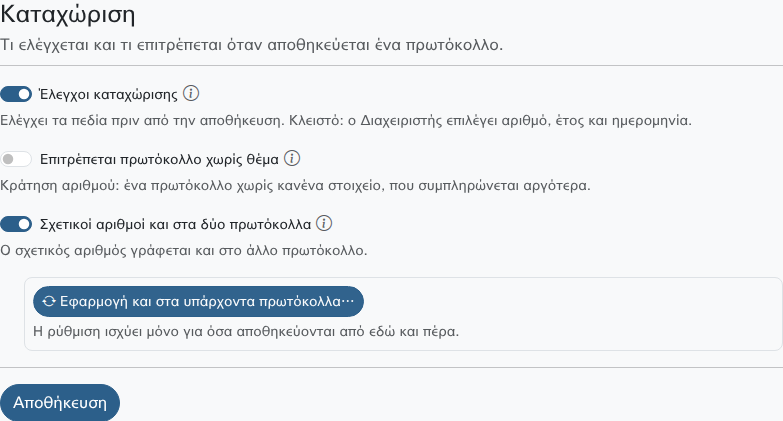 Καταχώριση
Τι ελέγχεται και τι επιτρέπεται όταν αποθηκεύεται ένα πρωτόκολλο.
Έλεγχοι καταχώρισης
Ελέγχει τα πεδία πριν από την αποθήκευση. Κλειστό: ο Διαχειριστής επιλέγει αριθμό, έτος και ημερομηνία.
Επιτρέπεται πρωτόκολλο χωρίς θέμα
Κράτηση αριθμού: ένα πρωτόκολλο χωρίς κανένα στοιχείο, που συμπληρώνεται αργότερα.
Σχετικοί αριθμοί και στα δύο πρωτόκολλα
Ο σχετικός αριθμός γράφεται και στο άλλο πρωτόκολλο.
Εφαρμογή και στα υπάρχοντα πρωτόκολλα…
Η ρύθμιση ισχύει μόνο για όσα αποθηκεύονται από εδώ και πέρα.
Αποθήκευση